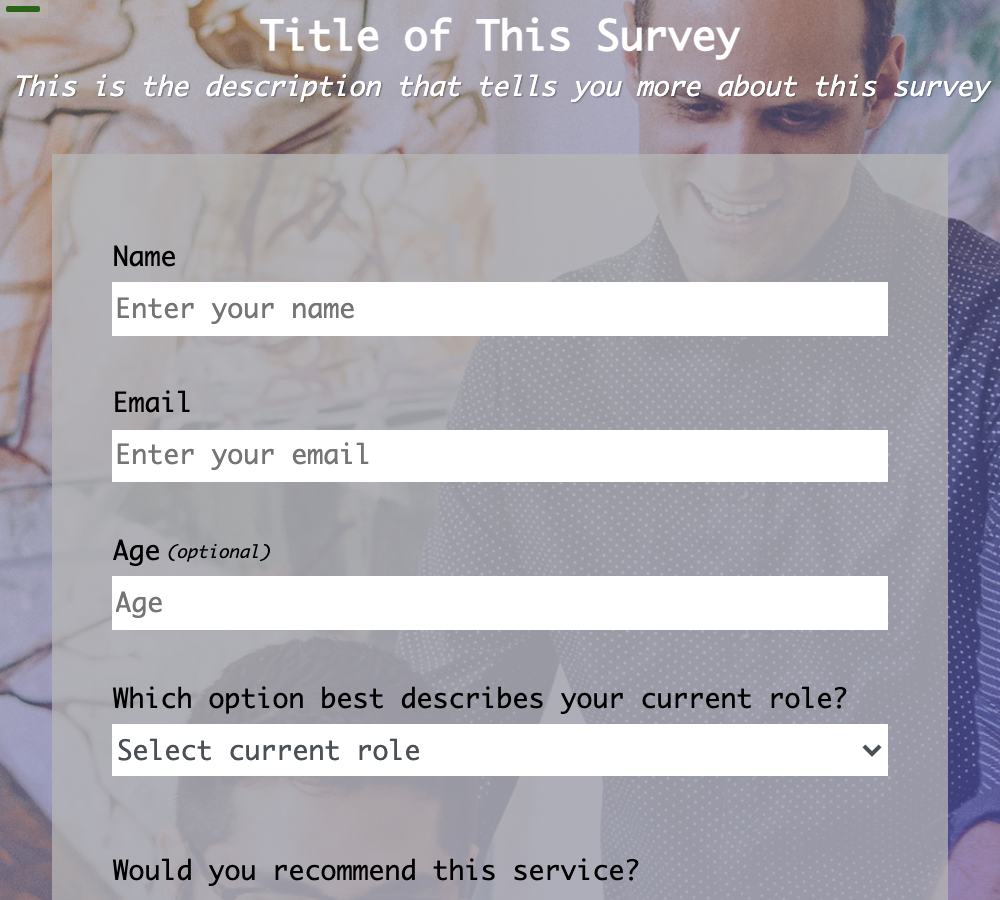 Title of This Survey
This is the description that tells you more about this survey
Name
Enter your name
Email
Enter your email
Age (optional)
Age
Which option best describes your current role?
Select current role
Would you recommend this service?